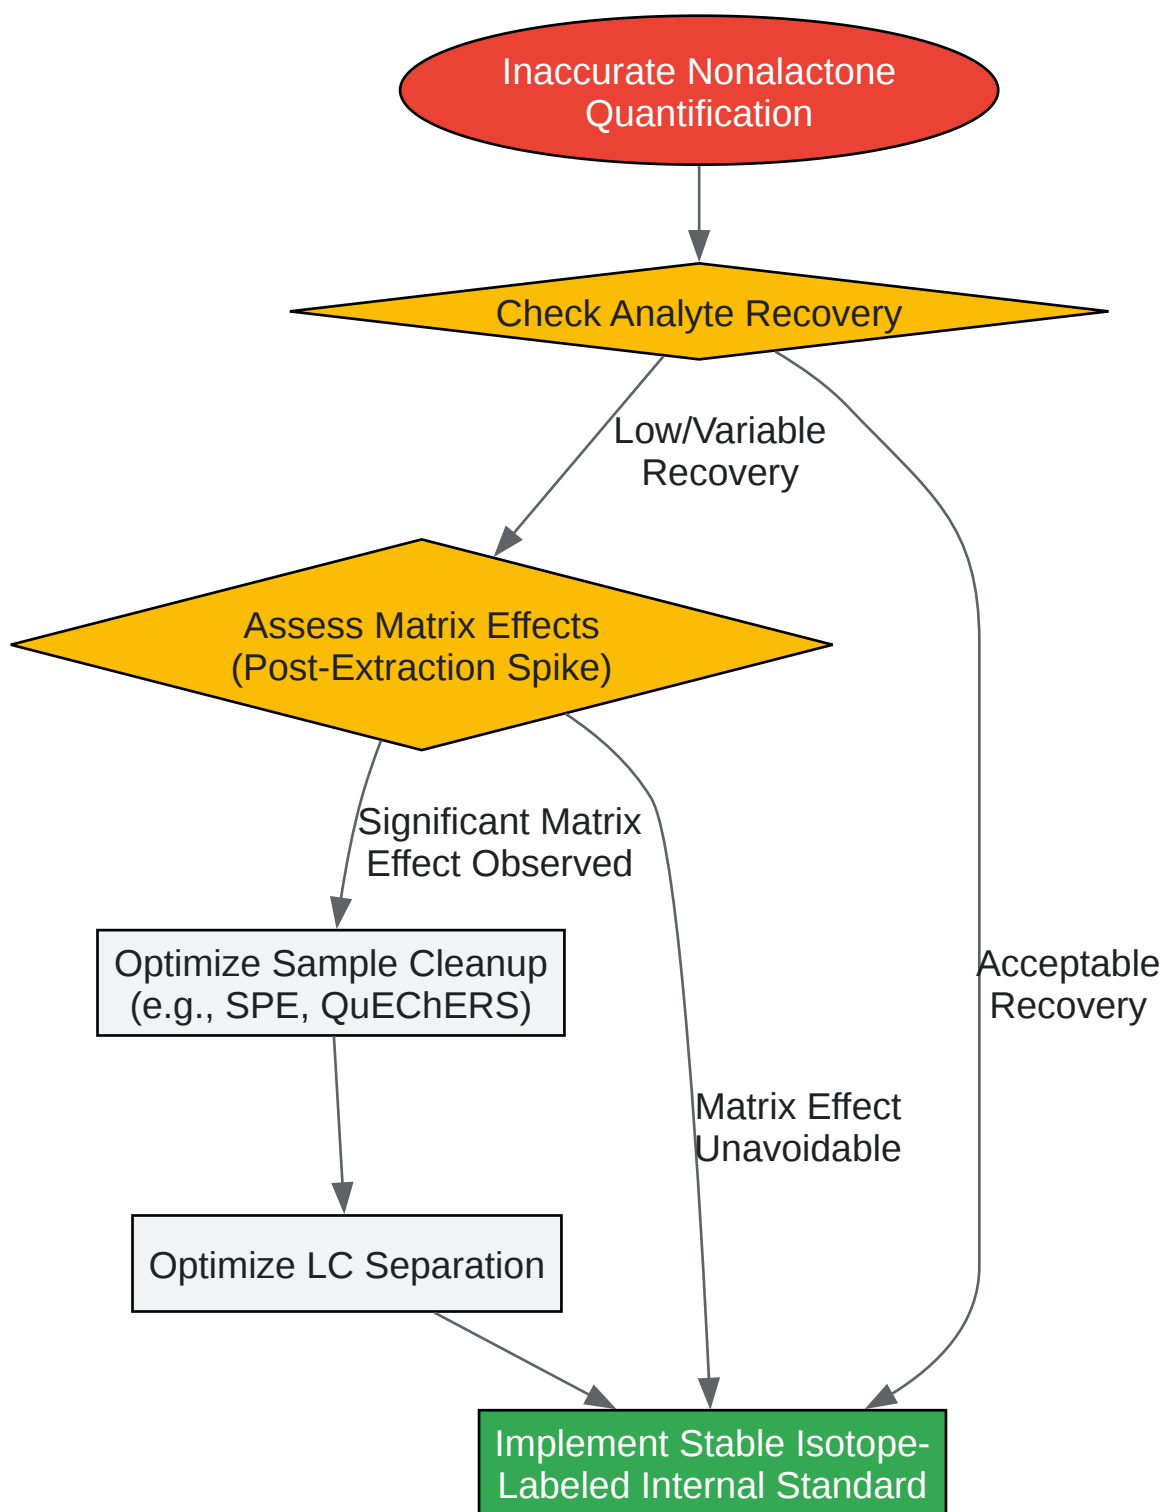 Inaccurate Nonalactone
Quantification
Check Analyte Recovery
Low/Variable
Recovery
Assess Matrix Effects
(Post-Extraction Spike)
Significant Matrix
Effect Observed
Optimize Sample Cleanup
(e.g., SPE, QuEChERS)
Acceptable
Recovery
Matrix Effect
Unavoidable
Optimize LC Separation
Implement Stable Isotope-
Labeled Internal Standard